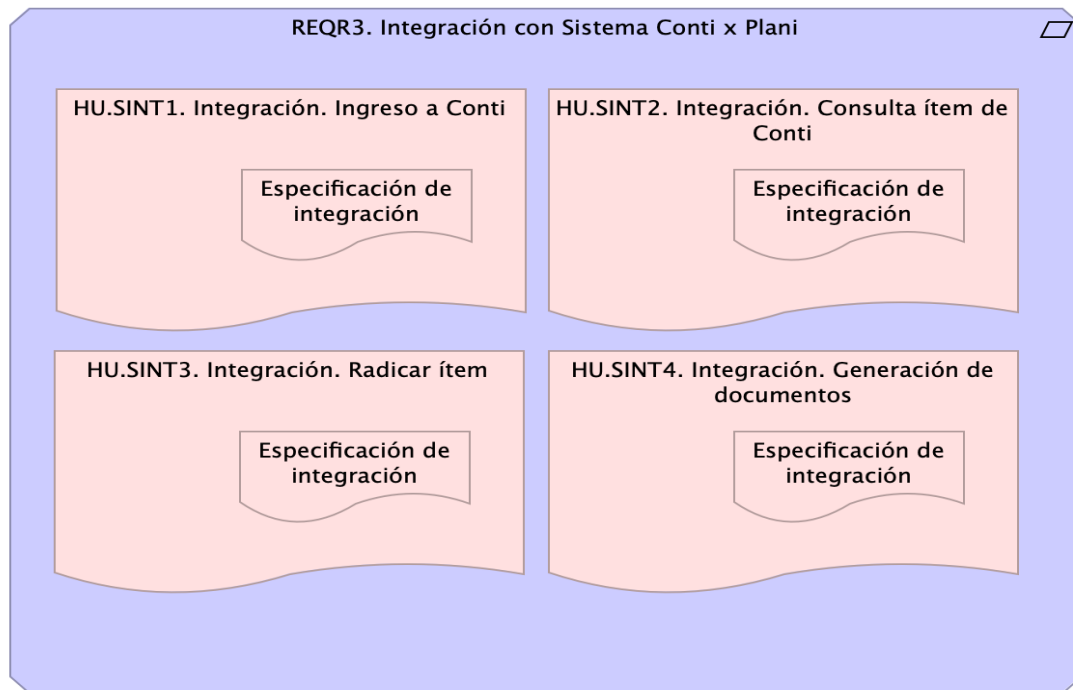 REQR3. Integración con Sistema Conti x Plani
HU.SINT1. Integración. Ingreso a Conti
Especificación de
integración
HU.SINT2. Integración. Consulta ítem de
Conti
Especificación de
integración
HU.SINT3. Integración. Radicar ítem
Especificación de
integración
HU.SINT4. Integración. Generación de
documentos
Especificación de
integración